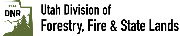 DNR
Utah Division of
Forestry, Fire & State Lands